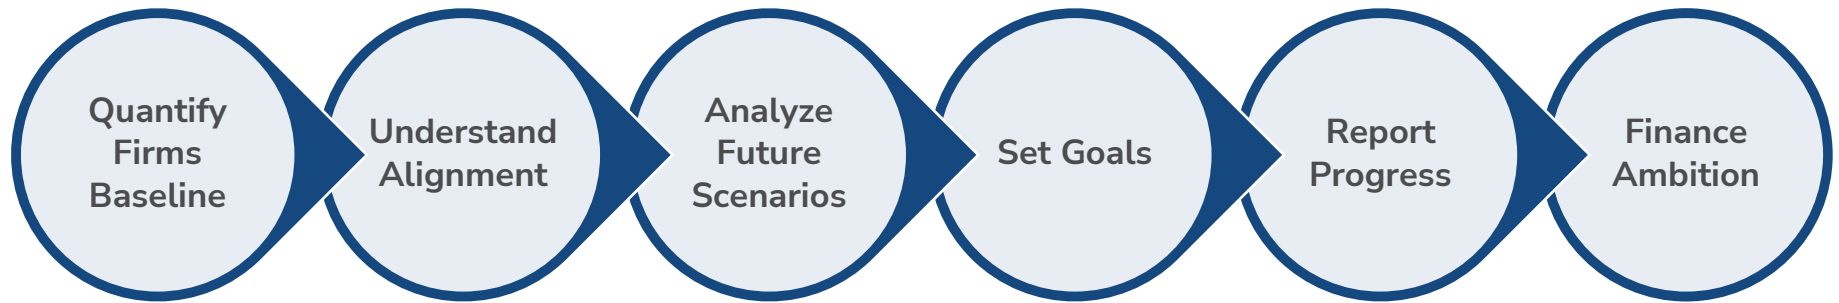 Quantify
Firms
Baseline
Understand
Alignment
Analyze
Future
Scenarios
Set Goals
Report
Progress
Finance
Ambition